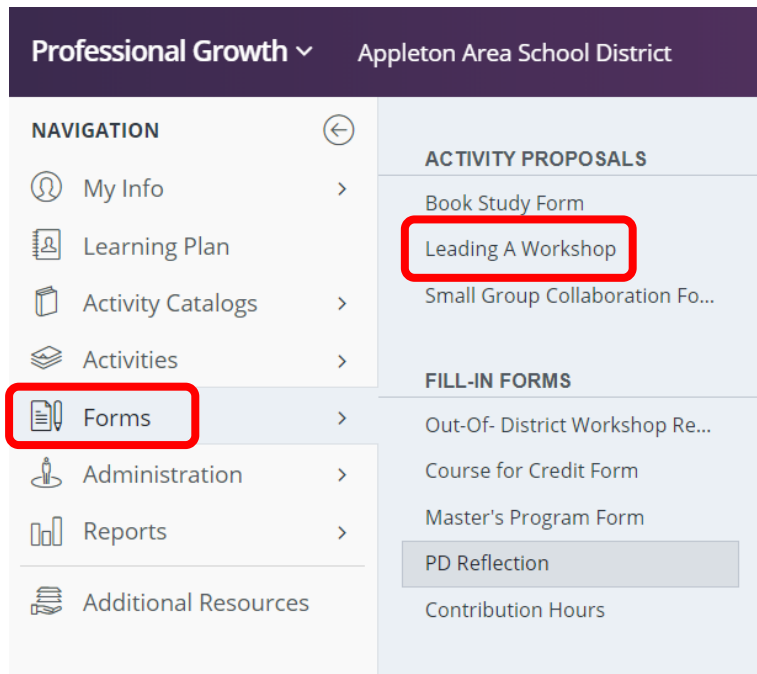 Professional Growth Appleton Area School District
NAVIGATION
My Info
Learning Plan
Activity Catalogs
Activities
Forms
Administration
Reports
Additional Resources
ACTIVITY PROPOSALS
Book Study Form
Leading A Workshop
Small Group Collaboration Fo...
FILL-IN FORMS
Out-Of- District Workshop Re...
Course for Credit Form
Master's Program Form
PD Reflection
Contribution Hours